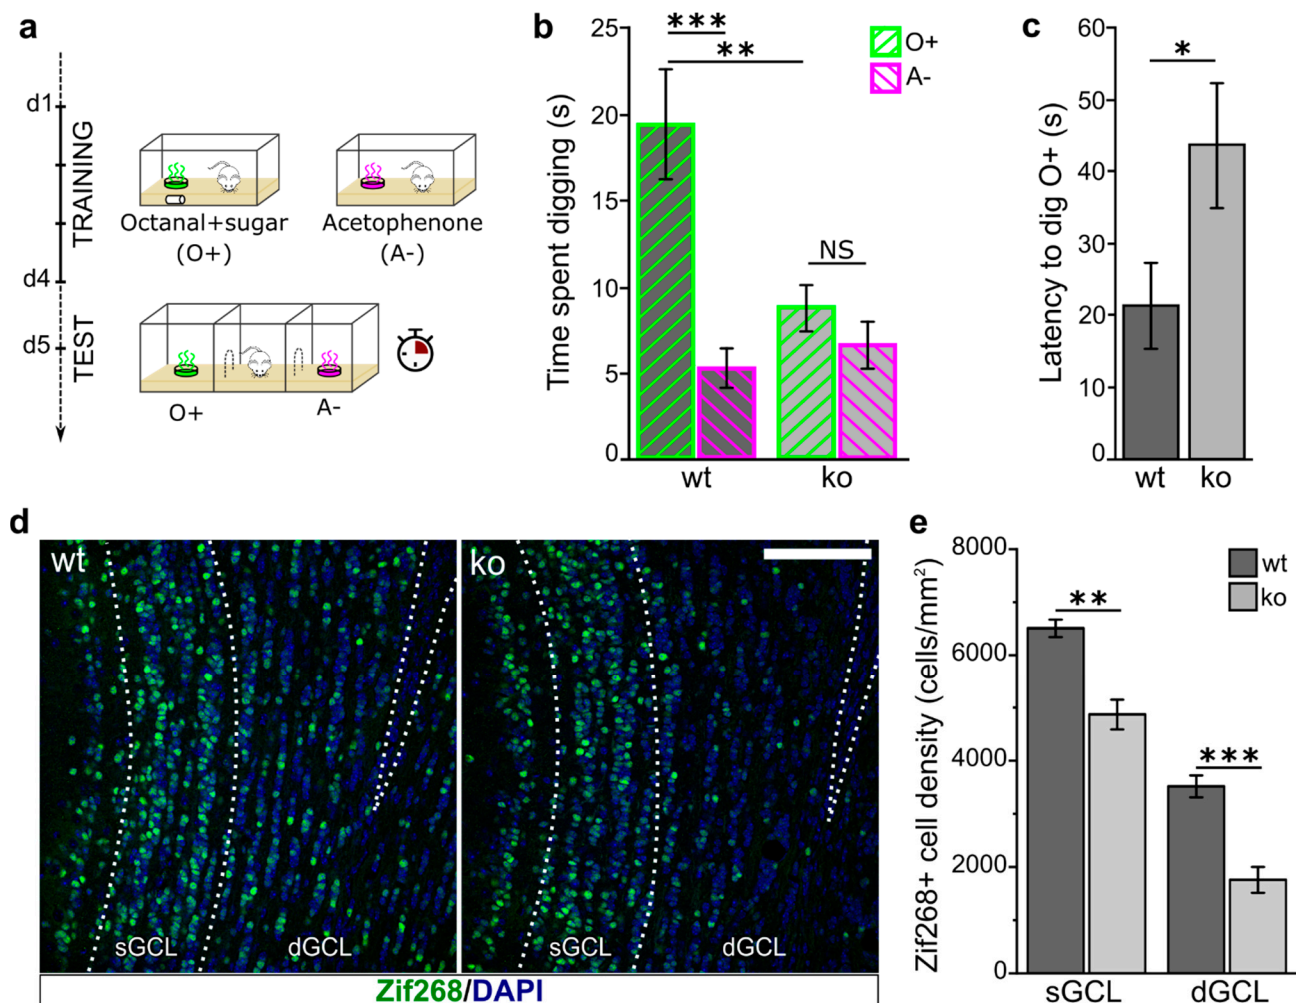 a
d1
TRAINING
Octanal+sugar
(O+)
Acetophenone
(A-)
d4
d5
TEST
O+
A-
b
Time spent digging (s)
25
20
15
10
5
0
***
**
NS
O+
A-
wt
ko
c
Latency to dig O+ (s)
60
50
40
30
20
10
0
*
wt
ko
d
wt
sGCL
dGCL
ko
sGCL
dGCL
Zif268/DAPI
e
Zif268+ cell density (cells/mm²)
8000
6000
4000
2000
0
**
***
wt
ko
sGCL
dGCL